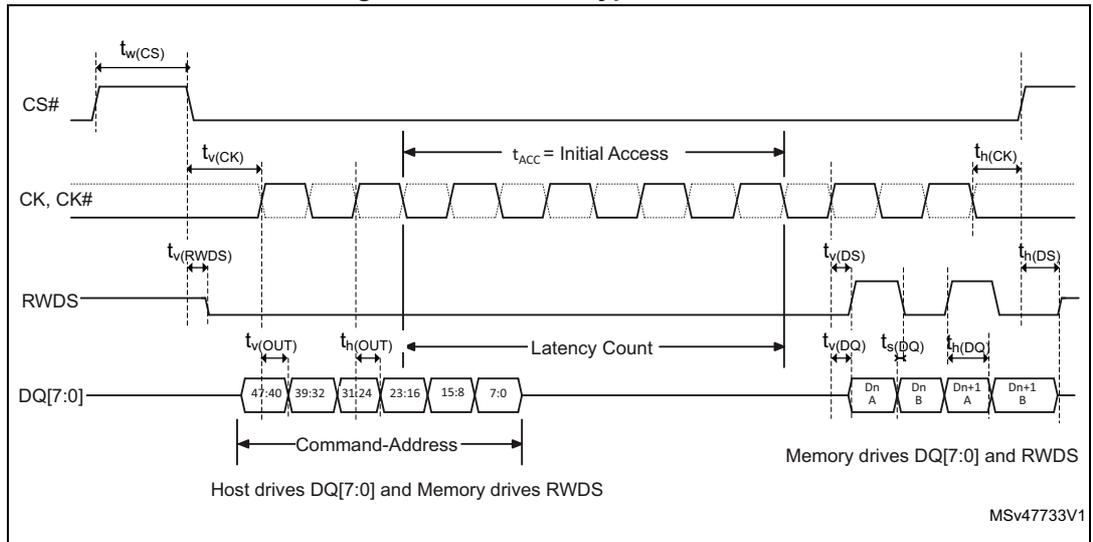 tw(CS)
CS#
tv(CK)
tACC = Initial Access
th(CK)
CK, CK#
tv(RWDS)
tv(DS)
th(DS)
RWDS
tv(OUT)
th(OUT)
Latency Count
tv(DQ)
ts(DQ)
th(DQ)
DQ[7:0]
47:40 39:32 31:24 23:16 15:8 7:0
Dn A
Dn B
Dn+1 A
Dn+1 B
Command-Address
Memory drives DQ[7:0] and RWDS
Host drives DQ[7:0] and Memory drives RWDS
MSv47733V1